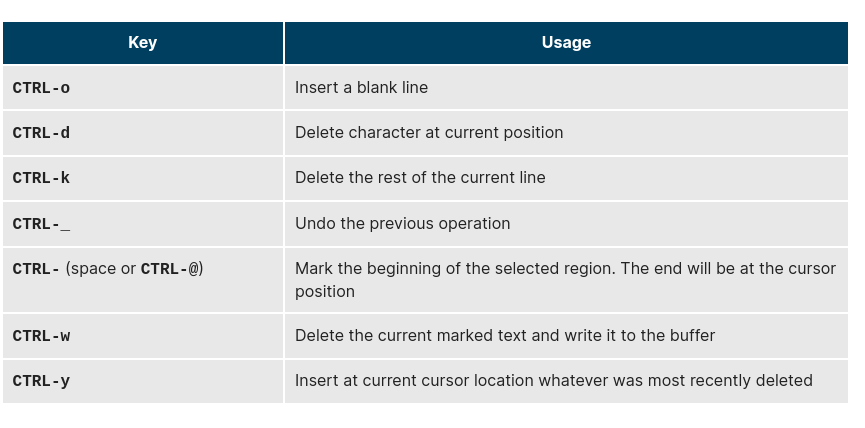 Key Usage
CTRL-o Insert a blank line
CTRL-d Delete character at current position
CTRL-k Delete the rest of the current line
CTRL-_ Undo the previous operation
CTRL- (space or CTRL-@) Mark the beginning of the selected region. The end will be at the cursor
position
CTRL-w Delete the current marked text and write it to the buffer
CTRL-y Insert at current cursor location whatever was most recently deleted